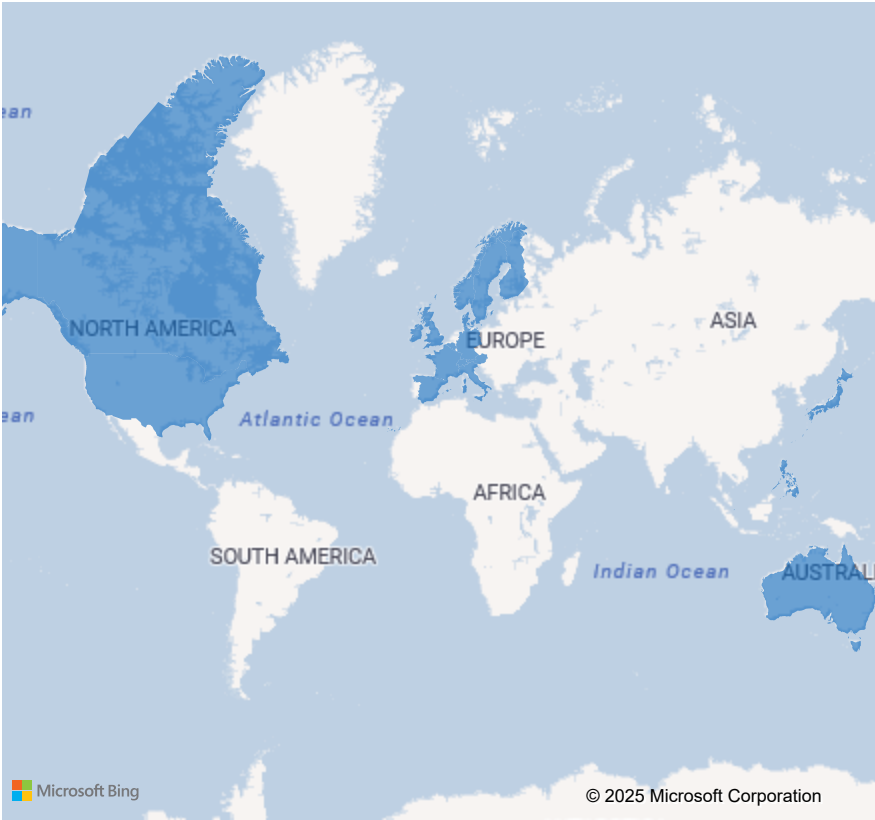 ean
NORTH AMERICA
EUROPE
ASIA
ean
Atlantic Ocean
AFRICA
SOUTH AMERICA
Indian Ocean
AUSTRALI
Microsoft Bing
© 2025 Microsoft Corporation